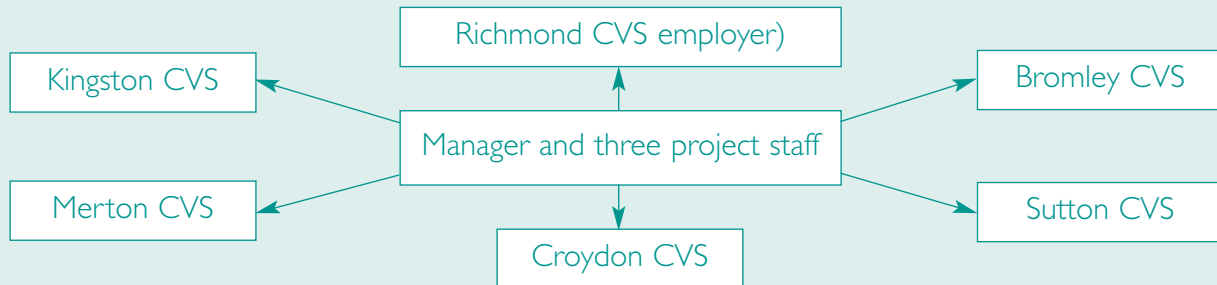 Richmond CVS employer)
Kingston CVS
Bromley CVS
Manager and three project staff
Merton CVS
Sutton CVS
Croydon CVS